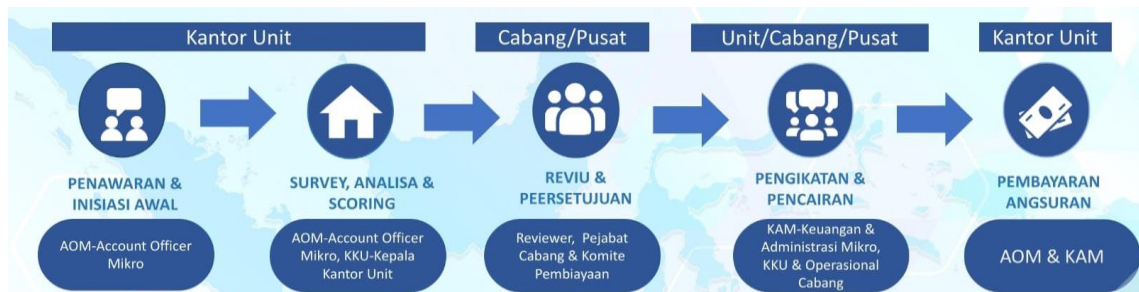 Kantor Unit
Cabang/Pusat
Unit/Cabang/Pusat
Kantor Unit
PENAWARAN &
INISIASI AWAL
AOM-Account Officer
Mikro
SURVEY, ANALISA &
SCORING
AOM-Account Officer
Mikro, KKU-Kepala
Kantor Unit
REVIU &
PEERSETUJUAN
Reviewer, Pejabat
Cabang & Komite
Pembiayaan
PENGIKATAN &
PENCAIRAN
KAM-Keuangan &
Administrasi Mikro,
KKU & Operasional
Cabang
PEMBAYARAN
ANGSURAN
AOM & KAM